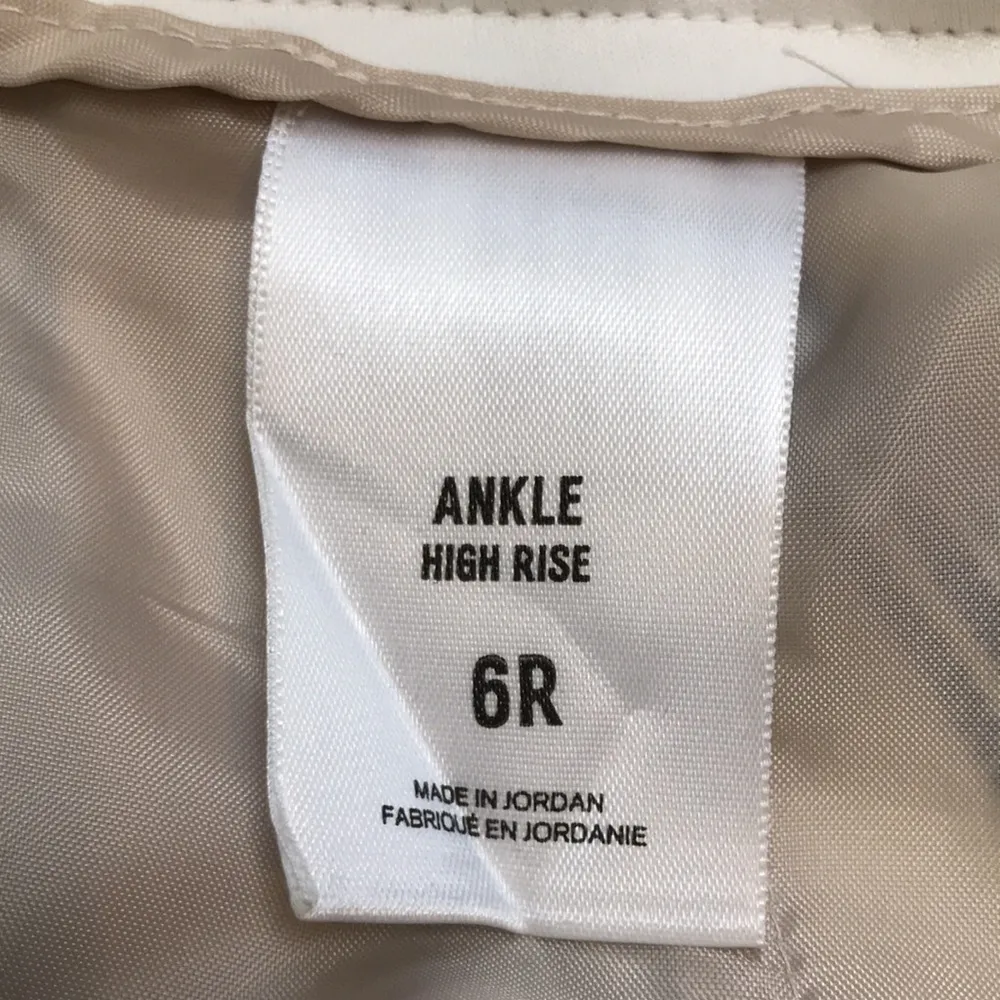 ANKLE
HIGH RISE
6R
MADE IN JORDAN
FABRIQUÉ EN JORDANIE